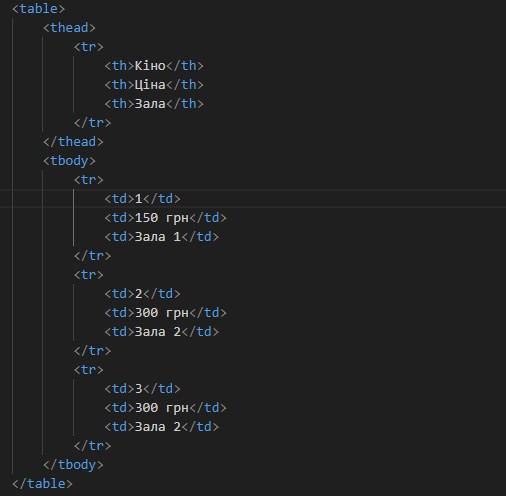 <table>
<thead>
<tr>
<th>Кіно</th>
<th>Ціна</th>
<th>Зала</th>
</tr>
</thead>
<tbody>
<tr>
<td>1</td>
<td>150 грн</td>
<td>Зала 1</td>
</tr>
<tr>
<td>2</td>
<td>300 грн</td>
<td>Зала 2</td>
</tr>
<tr>
<td>3</td>
<td>300 грн</td>
<td>Зала 2</td>
</tr>
</tbody>
</table>